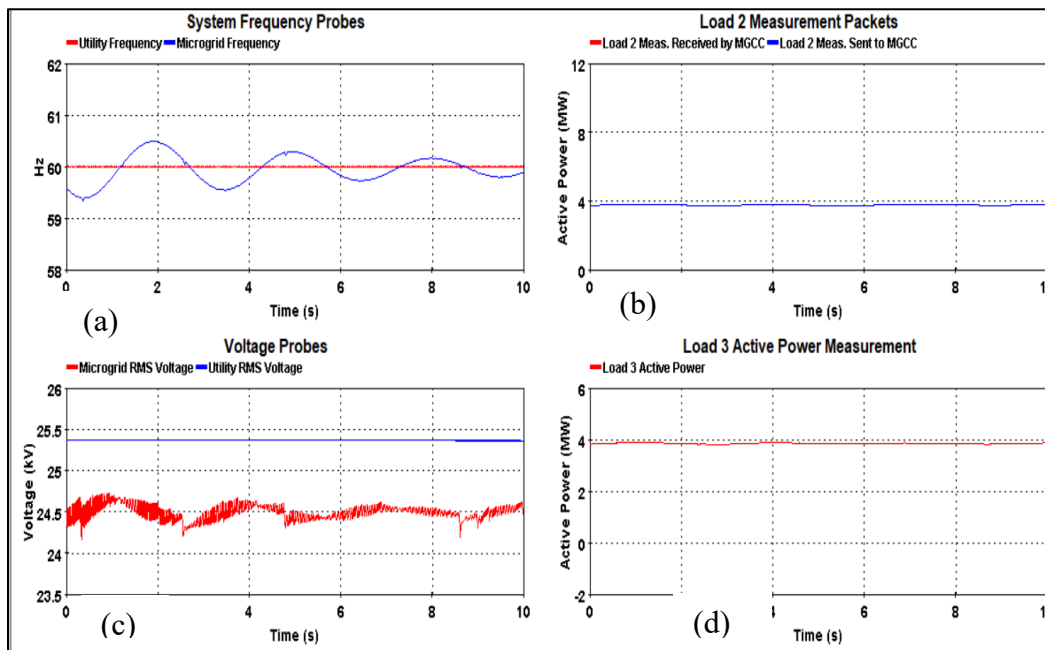 System Frequency Probes
Utility Frequency Microgrid Frequency
62
61
60
59
58
Hz
0 2 4 6 8 10
Time (s)
(a)
Load 2 Measurement Packets
Load 2 Meas. Received by MGCC Load 2 Meas. Sent to MGCC
12
8
4
0
Active Power (MW)
0 2 4 6 8 1
Time (s)
(b)
Voltage Probes
Microgrid RMS Voltage Utility RMS Voltage
26
25.5
25
24.5
24
23.5
Voltage (kV)
0 2 4 6 8 10
Time (s)
(c)
Load 3 Active Power Measurement
Load 3 Active Power
6
4
2
0
-2
Active Power (MW)
0 4 6 8 1
Time (s)
(d)